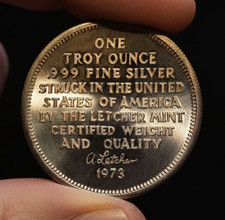 ONE
TROY OUNCE
.999 FINE SILVER
STRUCK IN THE UNITED
STATES OF AMERICA
BY THE LETCHER MINT
CERTIFIED WEIGHT
AND QUALITY
A Letcher
1973